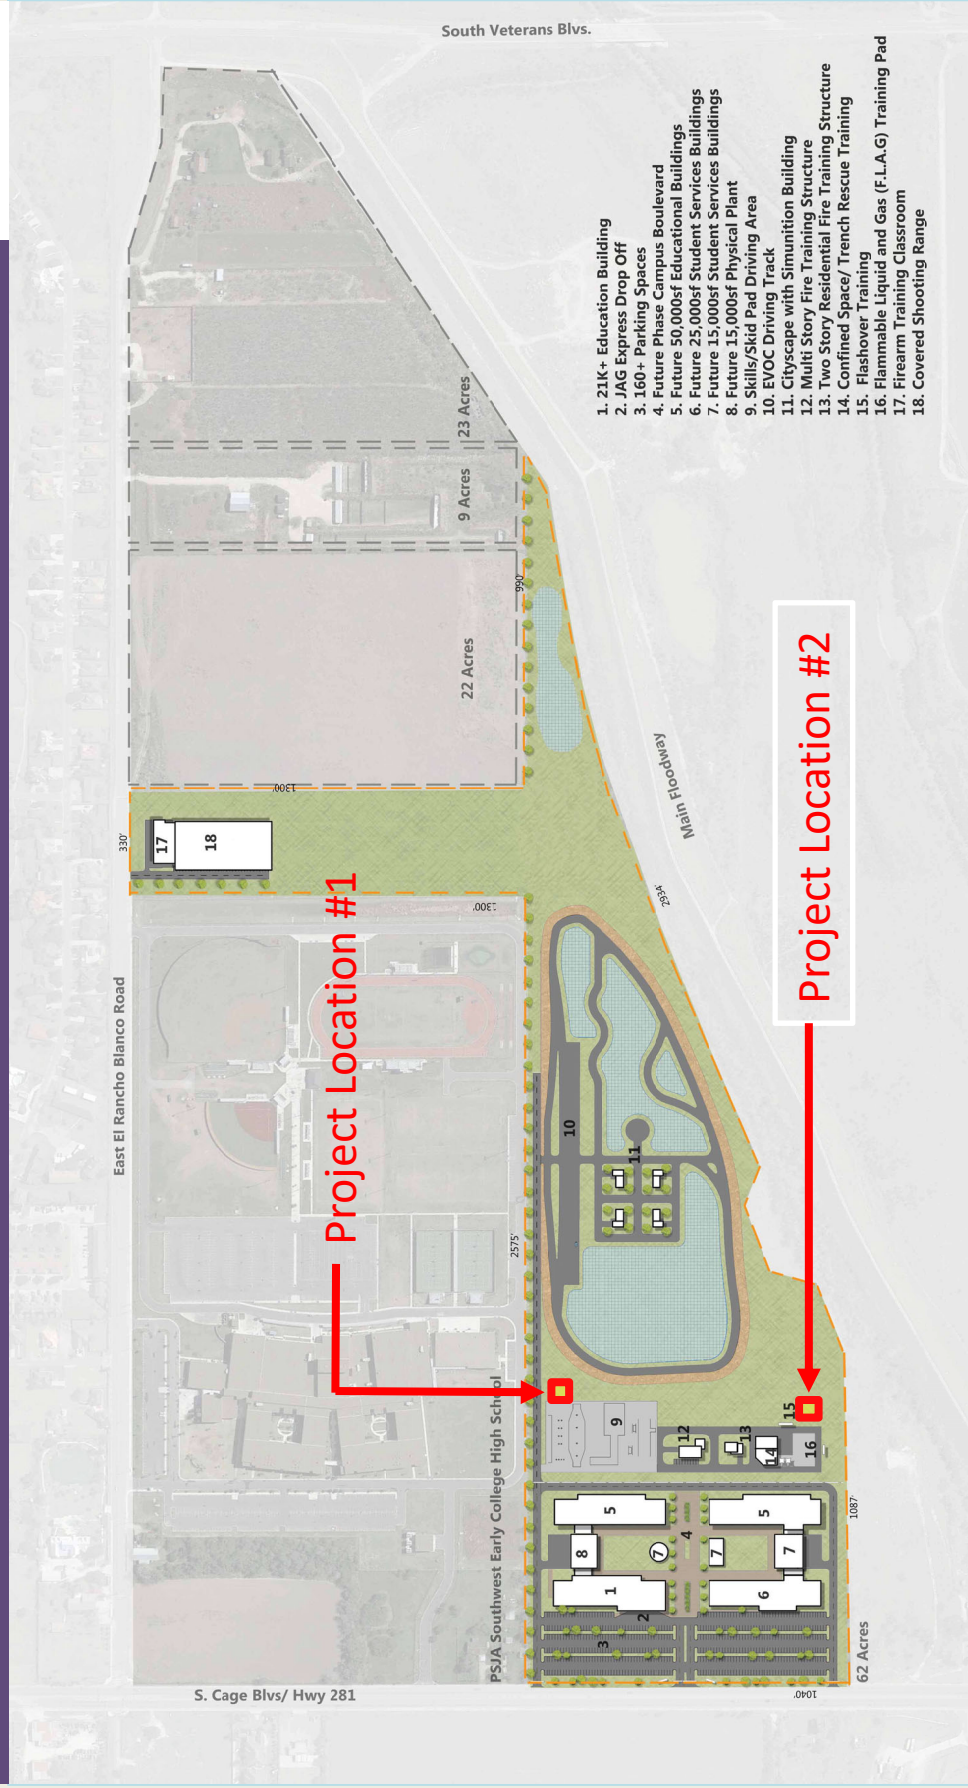 South Veterans Blvs.
1. 21K+ Education Building
2. JAG Express Drop Off
3. 160+ Parking Spaces
4. Future Phase Campus Boulevard
5. Future 50,000sf Educational Buildings
6. Future 25,000sf Student Services Buildings
7. Future 15,000sf Student Services Buildings
8. Future 15,000sf Physical Plant
9. Skills/Skid Pad Driving Area
10. EVOC Driving Track
11. Cityscape with Simunition Building
12. Multi Story Fire Training Structure
13. Two Story Residential Fire Training Structure
14. Confined Space/ Trench Rescue Training
15. Flashover Training
16. Flammable Liquid and Gas (F.L.A.G) Training Pad
17. Firearm Training Classroom
18. Covered Shooting Range
23 Acres
9 Acres
22 Acres
990'
1300'
330'
17
18
1300'
Main Floodway
2934'
East El Rancho Blanco Road
Project Location #1
Project Location #2
2575'
10
11
PSJA Southwest Early College High School
9
12
13
14
15
16
1087'
5
5
4
8
7
7
7
1
6
2
3
62 Acres
1040'
S. Cage Blvs/ Hwy 281